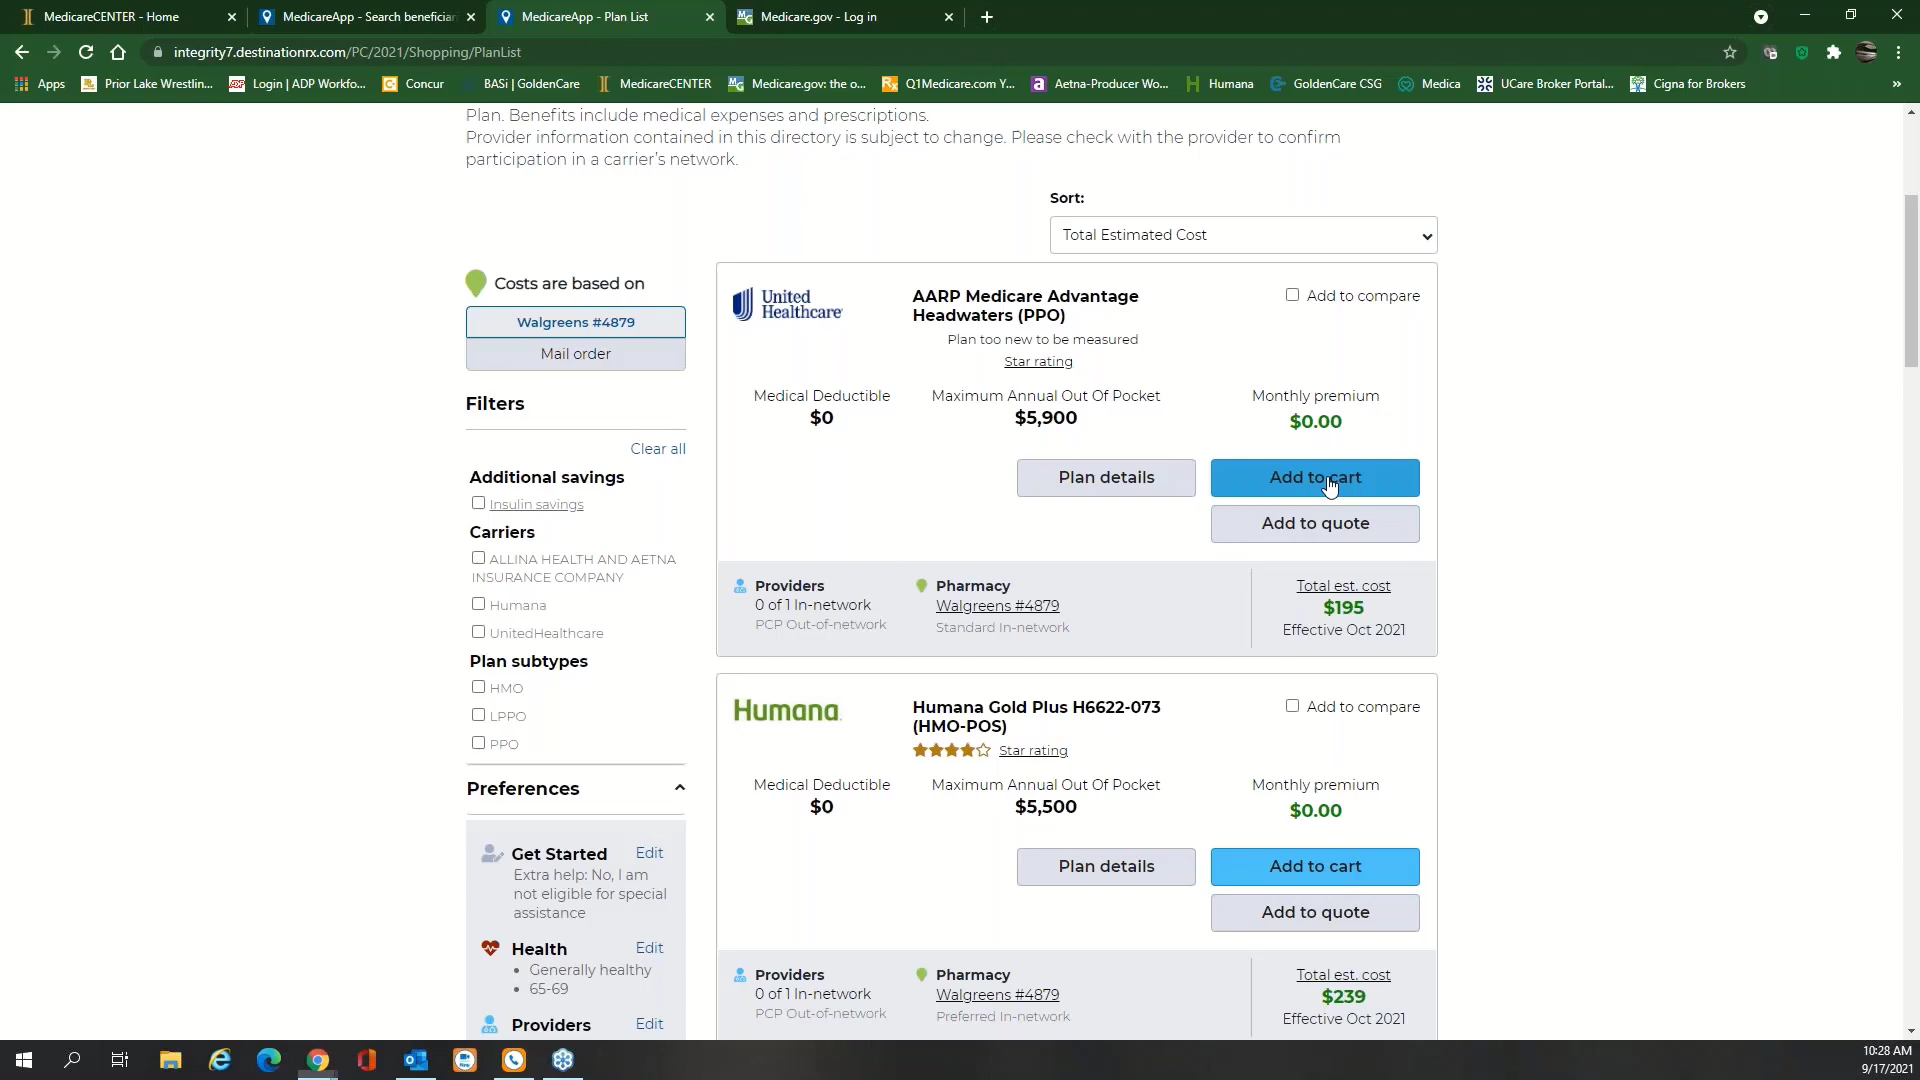 MedicareCENTER - Home
MedicareApp - Search beneficiar
MedicareApp - Plan List
Medicare.gov - Log in
integrity7.destinationrx.com/PC/2021/Shopping/PlanList
Apps
Prior Lake Wrestlin...
Login | ADP Workfo...
Concur
BASi | GoldenCare
MedicareCENTER
Medicare.gov: the o...
Q1Medicare.com Y...
Aetna-Producer Wo...
Humana
GoldenCare CSG
Medica
UCare Broker Portal...
Cigna for Brokers
»
Plan. Benefits include medical expenses and prescriptions.
Provider information contained in this directory is subject to change. Please check with the provider to confirm
participation in a carrier's network.
Sort:
Total Estimated Cost
Costs are based on
Walgreens #4879
Mail order
Filters
Clear all
Additional savings
Insulin savings
Carriers
ALLINA HEALTH AND AETNA
INSURANCE COMPANY
Humana
UnitedHealthcare
Plan subtypes
HMO
LPPO
PPO
Preferences
Get Started
Edit
Extra help: No, I am
not eligible for special
assistance
Health
Edit
• Generally healthy
• 65-69
Providers
Edit
United
Healthcare
AARP Medicare Advantage
Headwaters (PPO)
Add to compare
Plan too new to be measured
Star rating
Medical Deductible
$0
Maximum Annual Out Of Pocket
$5,900
Monthly premium
$0.00
Plan details
Add to cart
Add to quote
Providers
0 of 1 In-network
PCP Out-of-network
Pharmacy
Walgreens #4879
Standard In-network
Total est. cost
$195
Effective Oct 2021
Humana
Humana Gold Plus H6622-073
(HMO-POS)
Add to compare
Star rating
Medical Deductible
$0
Maximum Annual Out Of Pocket
$5,500
Monthly premium
$0.00
Plan details
Add to cart
Add to quote
Providers
0 of 1 In-network
PCP Out-of-network
Pharmacy
Walgreens #4879
Preferred In-network
Total est. cost
$239
Effective Oct 2021
10:28 AM
9/17/2021